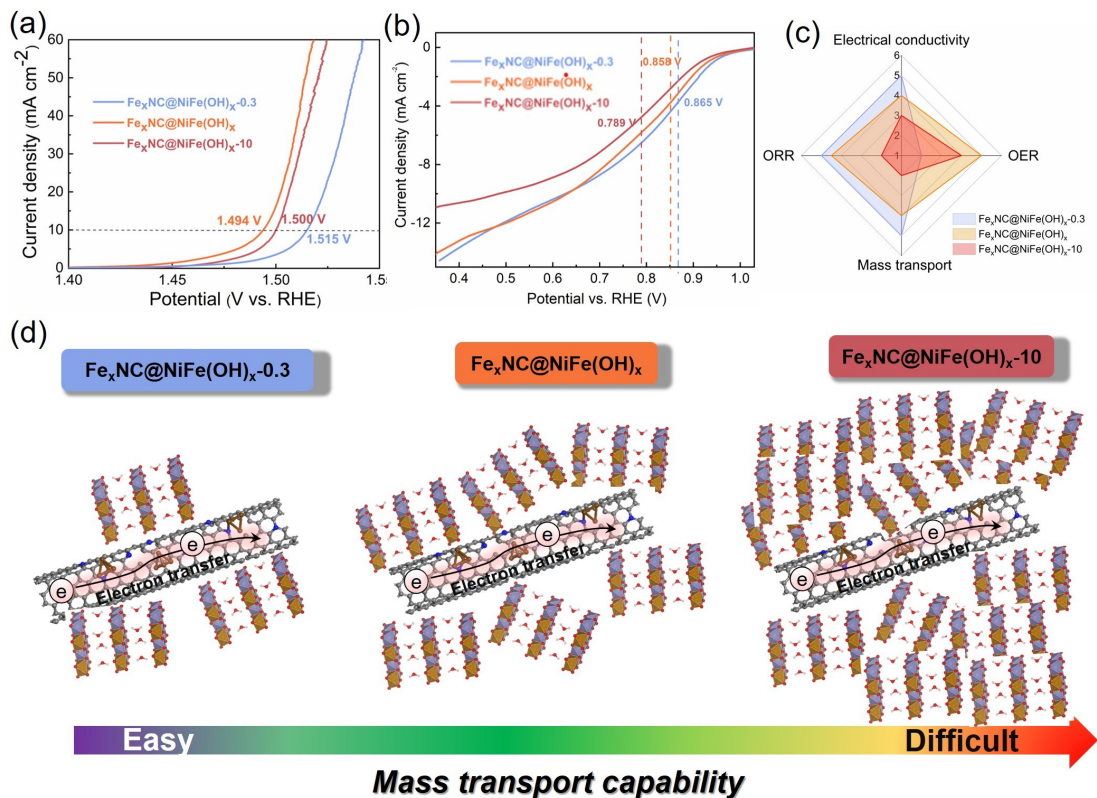 (a)
Current density (mA cm⁻²)
60
50
40
30
20
10
0
FeₓNC@NiFe(OH)ₓ-0.3
FeₓNC@NiFe(OH)ₓ
FeₓNC@NiFe(OH)ₓ-10
1.494 V
1.500 V
1.515 V
1.40
1.45
1.50
1.55
Potential (V vs. RHE)
(b)
Current density (mA cm⁻²)
0
-4
-8
-12
FeₓNC@NiFe(OH)ₓ-0.3
FeₓNC@NiFe(OH)ₓ
FeₓNC@NiFe(OH)ₓ-10
0.789 V
0.865 V
0.4
0.5
0.6
0.7
0.8
0.9
1.0
Potential vs. RHE (V)
(c)
Electrical conductivity
6
5
4
3
2
1
ORR
OER
Mass transport
FeₓNC@NiFe(OH)ₓ-0.3
FeₓNC@NiFe(OH)ₓ
FeₓNC@NiFe(OH)ₓ-10
(d)
FeₓNC@NiFe(OH)ₓ-0.3
FeₓNC@NiFe(OH)ₓ
FeₓNC@NiFe(OH)ₓ-10
e
e
Electron transfer
e
e
Electron transfer
e
e
Electron transfer
Easy
Difficult
Mass transport capability